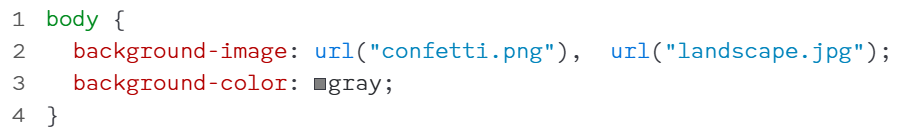 1 body {
2   background-image: url("confetti.png"),  url("landscape.jpg");
3   background-color: gray;
4 }